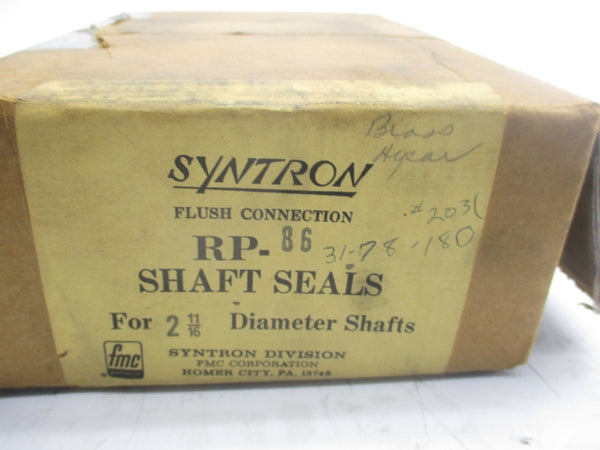 Brass
Hycar
SYNTRON
FLUSH CONNECTION
#2031
RP-86
31-78-180
SHAFT SEALS
For 2 11/16 Diameter Shafts
fmc
SYNTRON DIVISION
FMC CORPORATION
HOMER CITY, PA. 15748